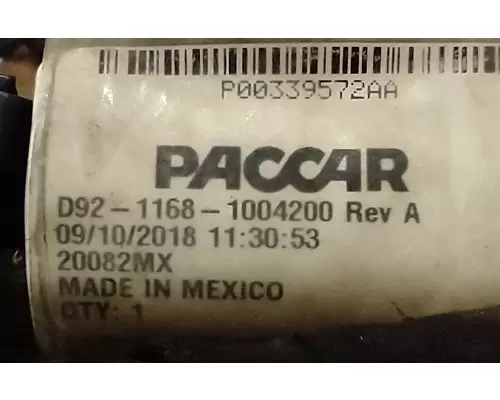 P00339572AA
PACCAR
D92-1168-1004200 Rev A
09/10/2018 11:30:53
20082MX
MADE IN MEXICO
QTY: 1